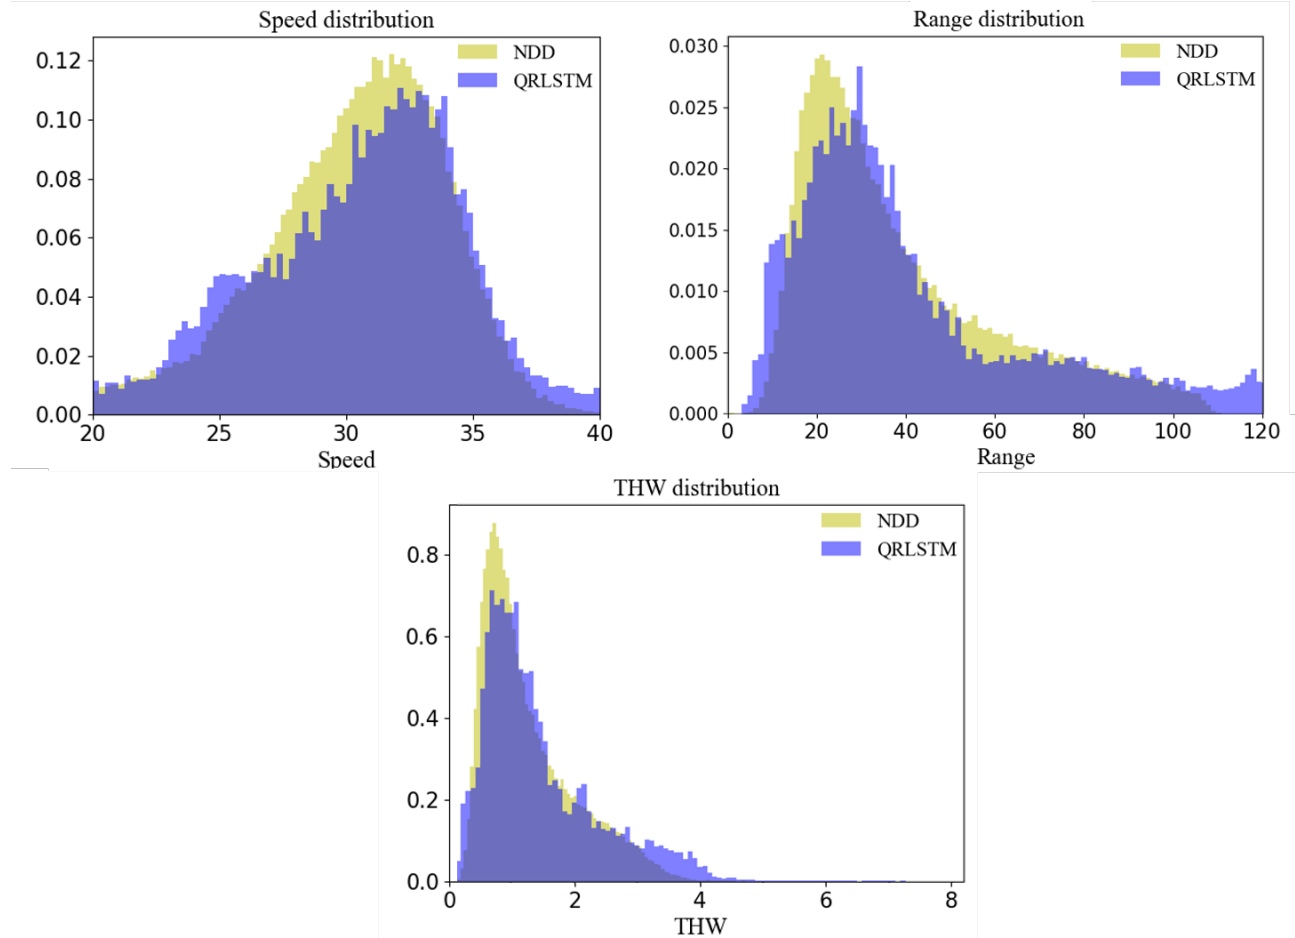 Speed distribution
NDD
QRLSTM
0.12
0.10
0.08
0.06
0.04
0.02
0.00
20 25 30 35 40
Speed
Range distribution
NDD
QRLSTM
0.030
0.025
0.020
0.015
0.010
0.005
0.000
0 20 40 60 80 100 120
Range
THW distribution
NDD
QRLSTM
0.8
0.6
0.4
0.2
0.0
0 2 4 6 8
THW